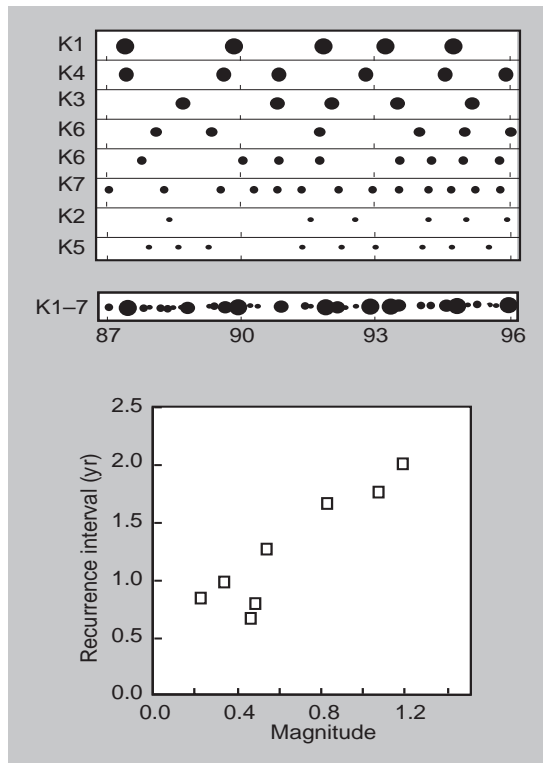 K1
K4
K3
K6
K6
K7
K2
K5
K1–7
87 90 93 96
2.5
2.0
1.5
1.0
0.5
0.0
Recurrence interval (yr)
0.0 0.4 0.8 1.2
Magnitude